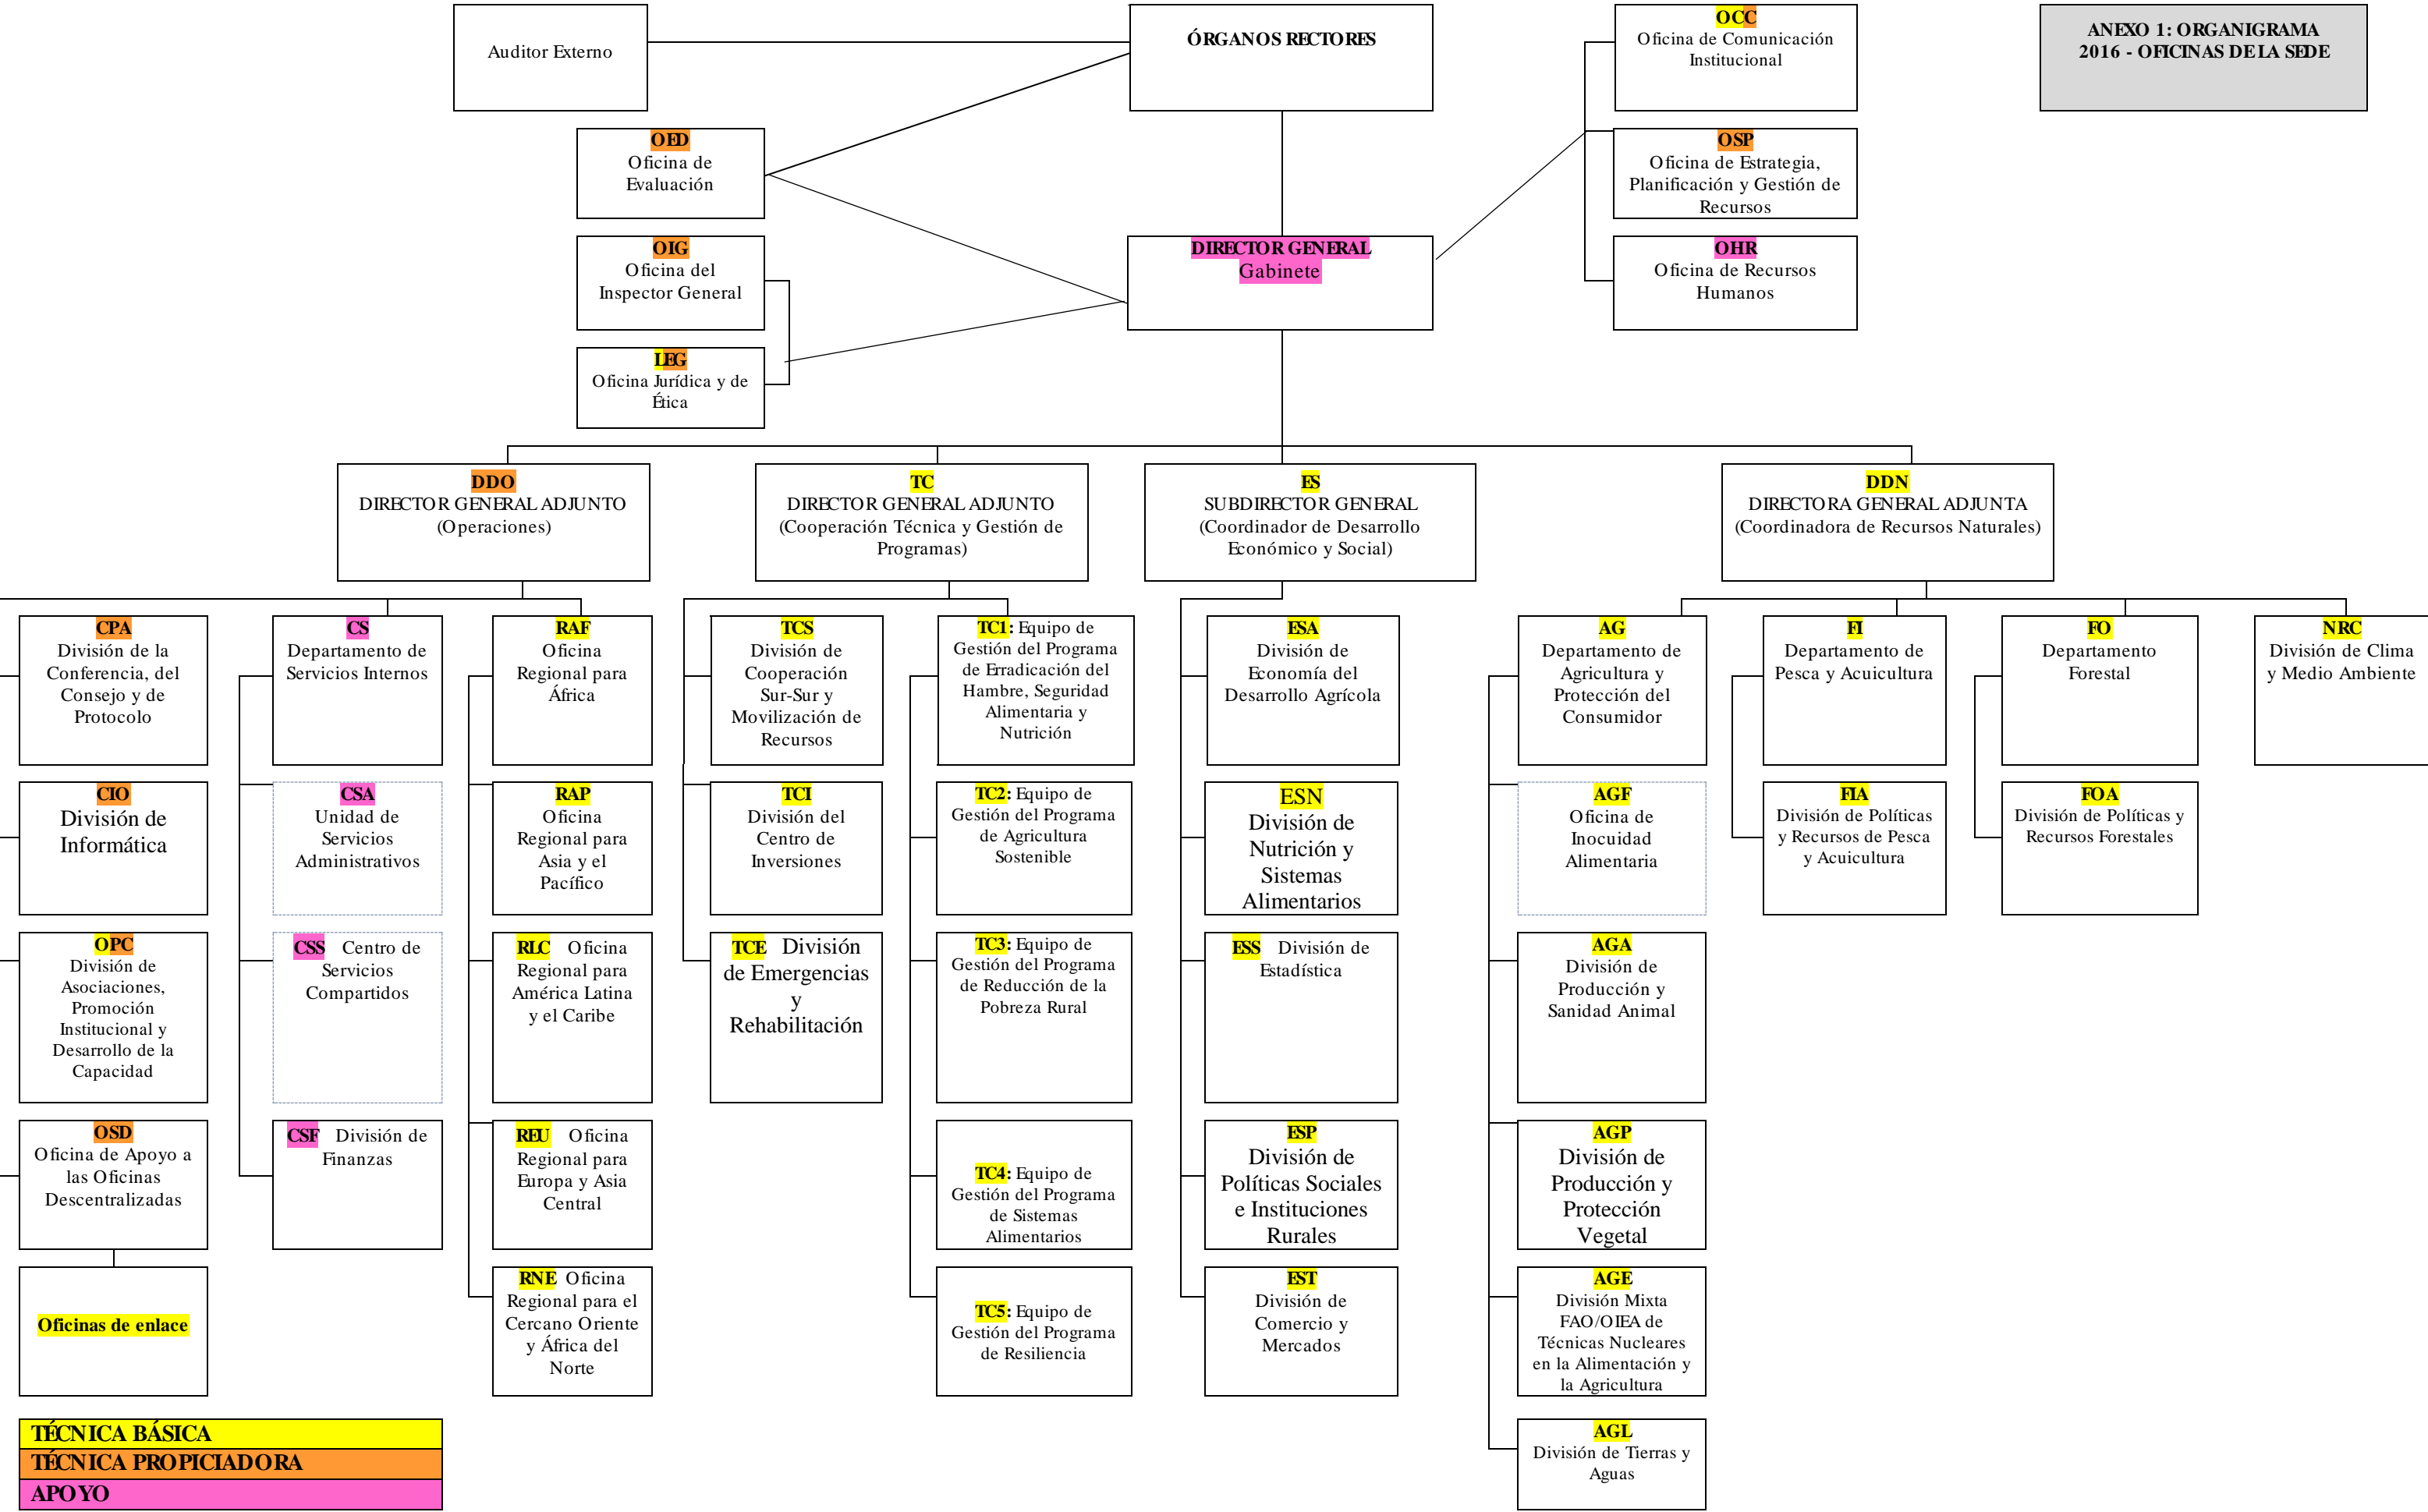 Auditor Externo
ÓRGANOS RECTORES
OCC
Oficina de Comunicación
Institucional
ANEXO 1: ORGANIGRAMA
2016 - OFICINAS DE LA SEDE
OED
Oficina de
Evaluación
OSP
Oficina de Estrategia,
Planificación y Gestión de
Recursos
OIG
Oficina del
Inspector General
DIRECTOR GENERAL
Gabinete
OHR
Oficina de Recursos
Humanos
LEG
Oficina Jurídica y de
Ética
DDO
DIRECTOR GENERAL ADJUNTO
(Operaciones)
TC
DIRECTOR GENERAL ADJUNTO
(Cooperación Técnica y Gestión de
Programas)
ES
SUBDIRECTOR GENERAL
(Coordinador de Desarrollo
Económico y Social)
DDN
DIRECTORA GENERAL ADJUNTA
(Coordinadora de Recursos Naturales)
CPA
División de la
Conferencia, del
Consejo y de
Protocolo
CS
Departamento de
Servicios Internos
RAF
Oficina
Regional para
África
TCS
División de
Cooperación
Sur-Sur y
Movilización de
Recursos
TC1: Equipo de
Gestión del Programa
de Erradicación del
Hambre, Seguridad
Alimentaria y
Nutrición
ESA
División de
Economía del
Desarrollo Agrícola
AG
Departamento de
Agricultura y
Protección del
Consumidor
FI
Departamento de
Pesca y Acuicultura
FO
Departamento
Forestal
NRC
División de Clima
y Medio Ambiente
CIO
División de
Informática
CSA
Unidad de
Servicios
Administrativos
RAP
Oficina
Regional para
Asia y el
Pacífico
TCI
División del
Centro de
Inversiones
TC2: Equipo de
Gestión del Programa
de Agricultura
Sostenible
ESN
División de
Nutrición y
Sistemas
Alimentarios
AGF
Oficina de
Inocuidad
Alimentaria
FIA
División de Políticas
y Recursos de Pesca
y Acuicultura
FOA
División de Políticas y
Recursos Forestales
OPC
División de
Asociaciones,
Promoción
Institucional y
Desarrollo de la
Capacidad
CSS Centro de
Servicios
Compartidos
RLC Oficina
Regional para
América Latina
y el Caribe
TCE División
de Emergencias
y
Rehabilitación
TC3: Equipo de
Gestión del Programa
de Reducción de la
Pobreza Rural
ESS División de
Estadística
AGA
División de
Producción y
Sanidad Animal
OSD
Oficina de Apoyo a
las Oficinas
Descentralizadas
CSF División de
Finanzas
REU Oficina
Regional para
Europa y Asia
Central
TC4: Equipo de
Gestión del Programa
de Sistemas
Alimentarios
ESP
División de
Políticas Sociales
e Instituciones
Rurales
AGP
División de
Producción y
Protección
Vegetal
Oficinas de enlace
RNE Oficina
Regional para el
Cercano Oriente
y África del
Norte
TC5: Equipo de
Gestión del Programa
de Resiliencia
EST
División de
Comercio y
Mercados
AGE
División Mixta
FAO/OIEA de
Técnicas Nucleares
en la Alimentación y
la Agricultura
AGL
División de Tierras y
Aguas
TÉCNICA BÁSICA
TÉCNICA PROPICIADORA
APOYO